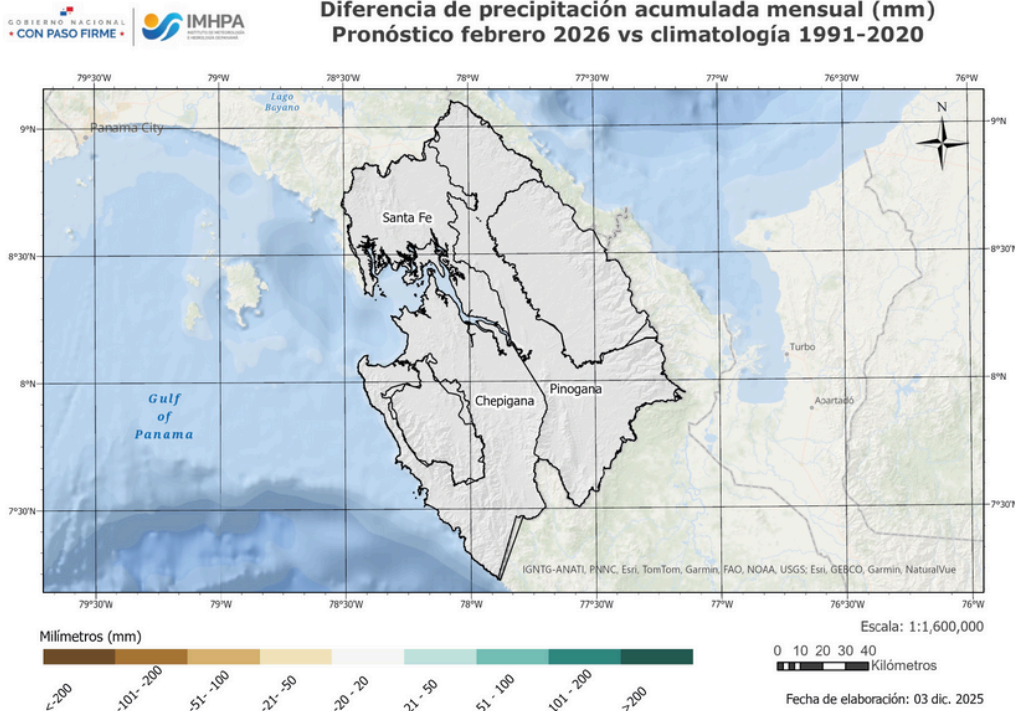 GOBIERNO NACIONAL
• CON PASO FIRME •
IMHPA
INSTITUTO DE METEOROLOGÍA
E HIDROLOGÍA DE PANAMÁ
Diferencia de precipitación acumulada mensual (mm)
Pronóstico febrero 2026 vs climatología 1991-2020
79°30'W 79°W 78°30'W 78°W 77°30'W 77°W 76°30'W 76°W
Lago
Bayano
N
9°N 9°N
Panama City
Santa Fe
8°30'N 8°30'N
Turbo
8°N 8°N
Pinogana
Chepigana
Apartadó
Gulf
of
Panama
7°30'N 7°30'N
IGNTG-ANATI, PNNC, Esri, TomTom, Garmin, FAO, NOAA, USGS; Esri, GEBCO, Garmin, NaturalVue
79°30'W 79°W 78°30'W 78°W 77°30'W 77°W 76°30'W 76°W
Milímetros (mm)
<-200 -101- -200 -51- -100 -21- -50 -20 - 20 21 - 50 51 - 100 101 - 200 >200
Escala: 1:1,600,000
0 10 20 30 40
Kilómetros
Fecha de elaboración: 03 dic. 2025